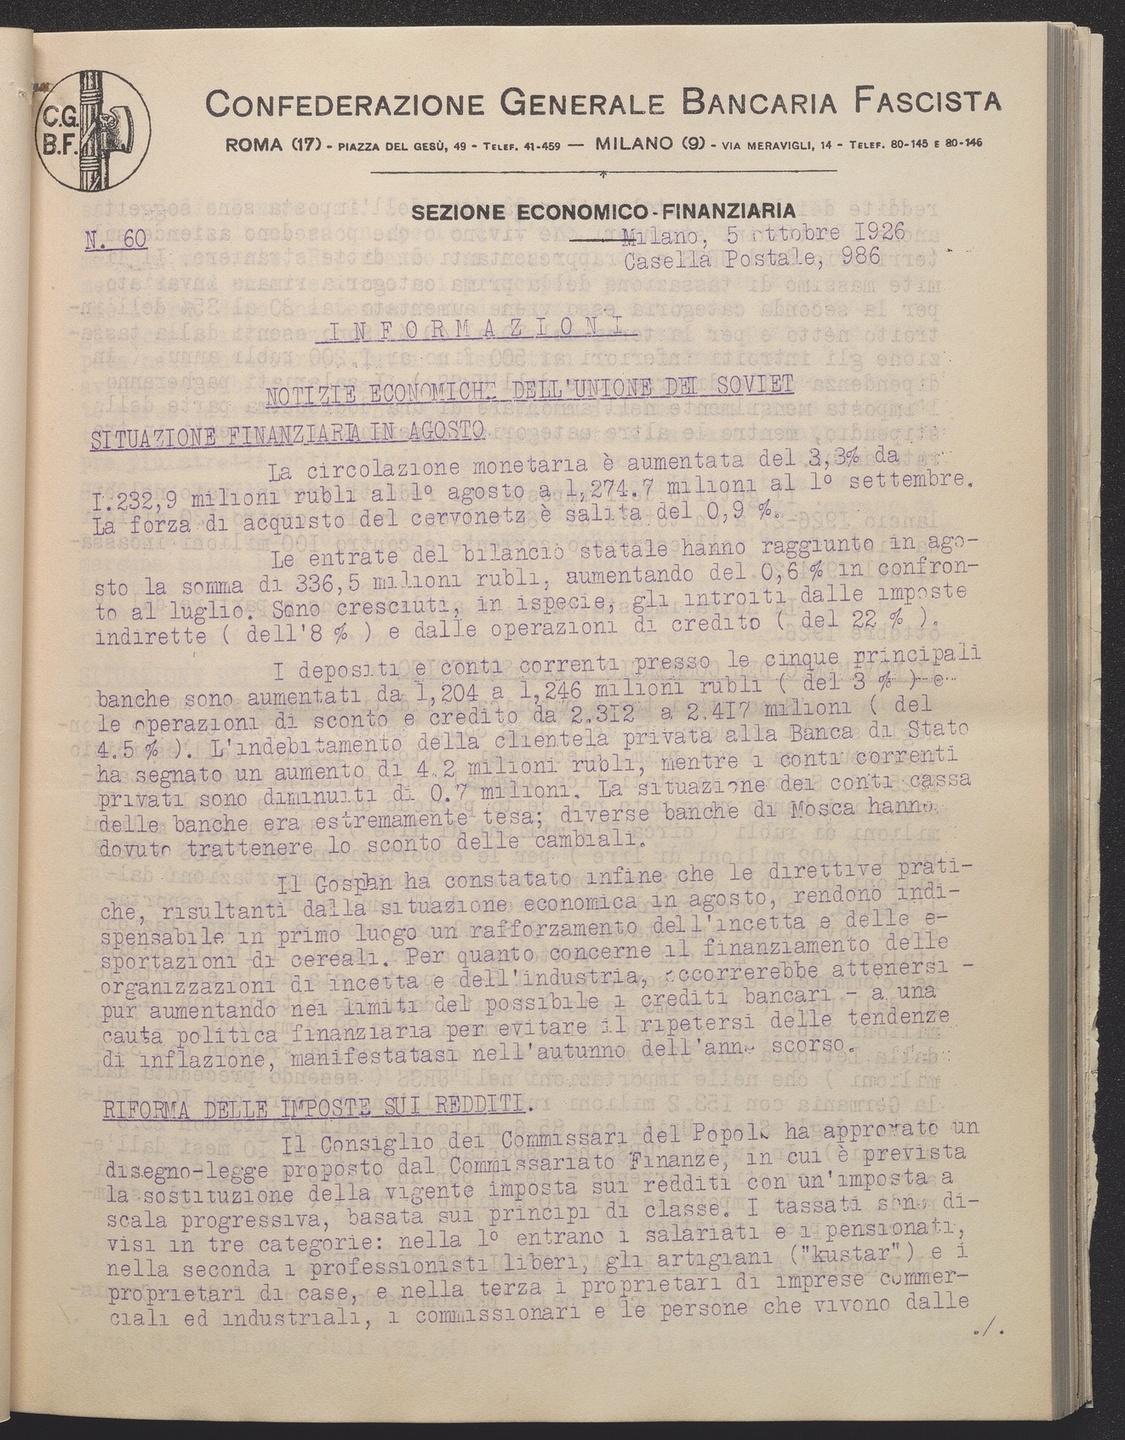 C.G.
B.F.
CONFEDERAZIONE GENERALE BANCARIA FASCISTA
ROMA (17) - PIAZZA DEL GESÙ, 49 - TELEF. 41-459 — MILANO (9) - VIA MERAVIGLI, 14 - TELEF. 80-145 E 80-146
SEZIONE ECONOMICO-FINANZIARIA
N. 60
Milano, 5 ottobre 1926
Casella Postale, 986
INFORMAZIONI
NOTIZIE ECONOMICHE DELL'UNIONE DEI SOVIET
SITUAZIONE FINANZIARIA IN AGOSTO
La circolazione monetaria è aumentata del 3,3% da
I.232,9 milioni rubli al 1º agosto a 1,274.7 milioni al 1º settembre.
La forza di acquisto del cervonetz è salita del 0,9 %.
Le entrate del bilancio statale hanno raggiunto in ago-
sto la somma di 336,5 milioni rubli, aumentando del 0,6% in confron-
to al luglio. Sono cresciuti, in ispecie, gli introiti dalle imposte
indirette ( dell'8 % ) e dalle operazioni di credito ( del 22 % ).
I depositi e conti correnti presso le cinque principali
banche sono aumentati da 1,204 a 1,246 milioni rubli ( del 3 % ) e
le operazioni di sconto e credito da 2.3I2 a 2.4I7 milioni ( del
4.5 % ). L'indebitamento della clientela privata alla Banca di Stato
ha segnato un aumento di 4.2 milioni rubli, mentre i conti correnti
privati sono diminuiti di 0.7 milioni. La situazione dei conti cassa
delle banche era estremamente tesa; diverse banche di Mosca hanno
dovuto trattenere lo sconto delle cambiali.
Il Gosplan ha constatato infine che le direttive prati-
che, risultanti dalla situazione economica in agosto, rendono indi-
spensabile in primo luogo un rafforzamento dell'incetta e delle e-
sportazioni di cereali. Per quanto concerne il finanziamento delle
organizzazioni di incetta e dell'industria, occorrerebbe attenersi -
pur aumentando nei limiti del possibile i crediti bancari - a una
cauta politica finanziaria per evitare il ripetersi delle tendenze
di inflazione, manifestatasi nell'autunno dell'anno scorso.
RIFORMA DELLE IMPOSTE SUI REDDITI.
Il Consiglio dei Commissari del Popolo ha approvato un
disegno-legge proposto dal Commissariato Finanze, in cui è prevista
la sostituzione della vigente imposta sui redditi con un'imposta a
scala progressiva, basata sui principi di classe. I tassati sono di-
visi in tre categorie: nella 1º entrano i salariati e i pensionati,
nella seconda i professionisti liberi, gli artigiani ("kustar") e i
proprietari di case, e nella terza i proprietari di imprese commer-
ciali ed industriali, i commissionari e le persone che vivono dalle
./.